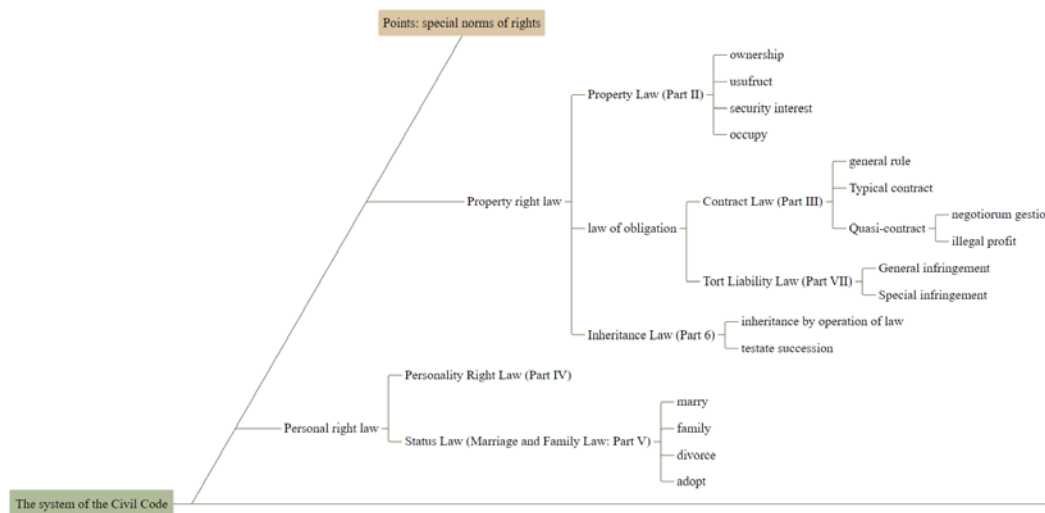 Points: special norms of rights
ownership
usufruct
Property Law (Part II)
security interest
occupy
general rule
Contract Law (Part III)
Typical contract
Property right law
negotiorum gestio
law of obligation
Quasi-contract
illegal profit
General infringement
Tort Liability Law (Part VII)
Special infringement
inheritance by operation of law
Inheritance Law (Part 6)
testate succession
Personality Right Law (Part IV)
marry
Personal right law
family
Status Law (Marriage and Family Law: Part V)
divorce
adopt
The system of the Civil Code